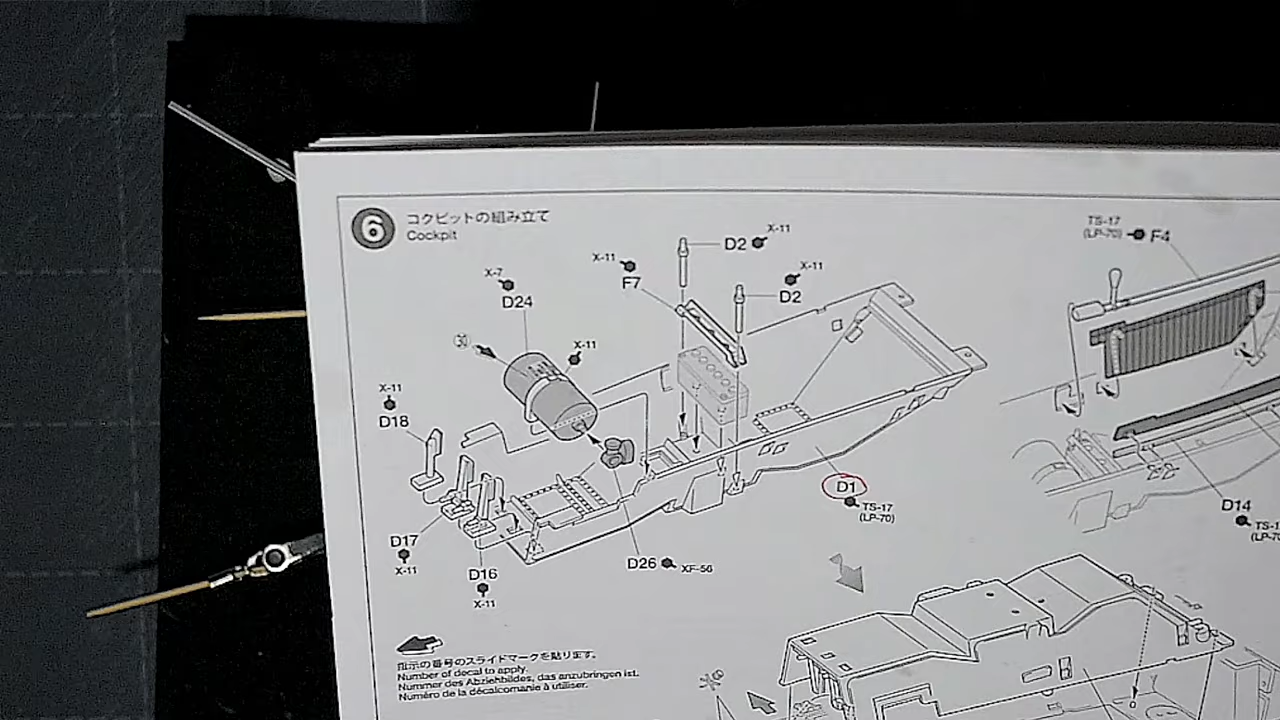 6
コクピットの組み立て
Cockpit
X-11
D2
X-11
F7
X-11
D2
X-7
D24
30
X-11
X-11
D18
D1
TS-17
(LP-70)
D17
X-11
D16
X-11
D26
XF-56
TS-17
(LP-70)
F4
D14
TS-1
(LP-70
指示の番号のスライドマークを貼ります。
Number of decal to apply.
Nummer des Abziehbildes, das anzubringen ist.
Numéro de la décalcomanie à utiliser.